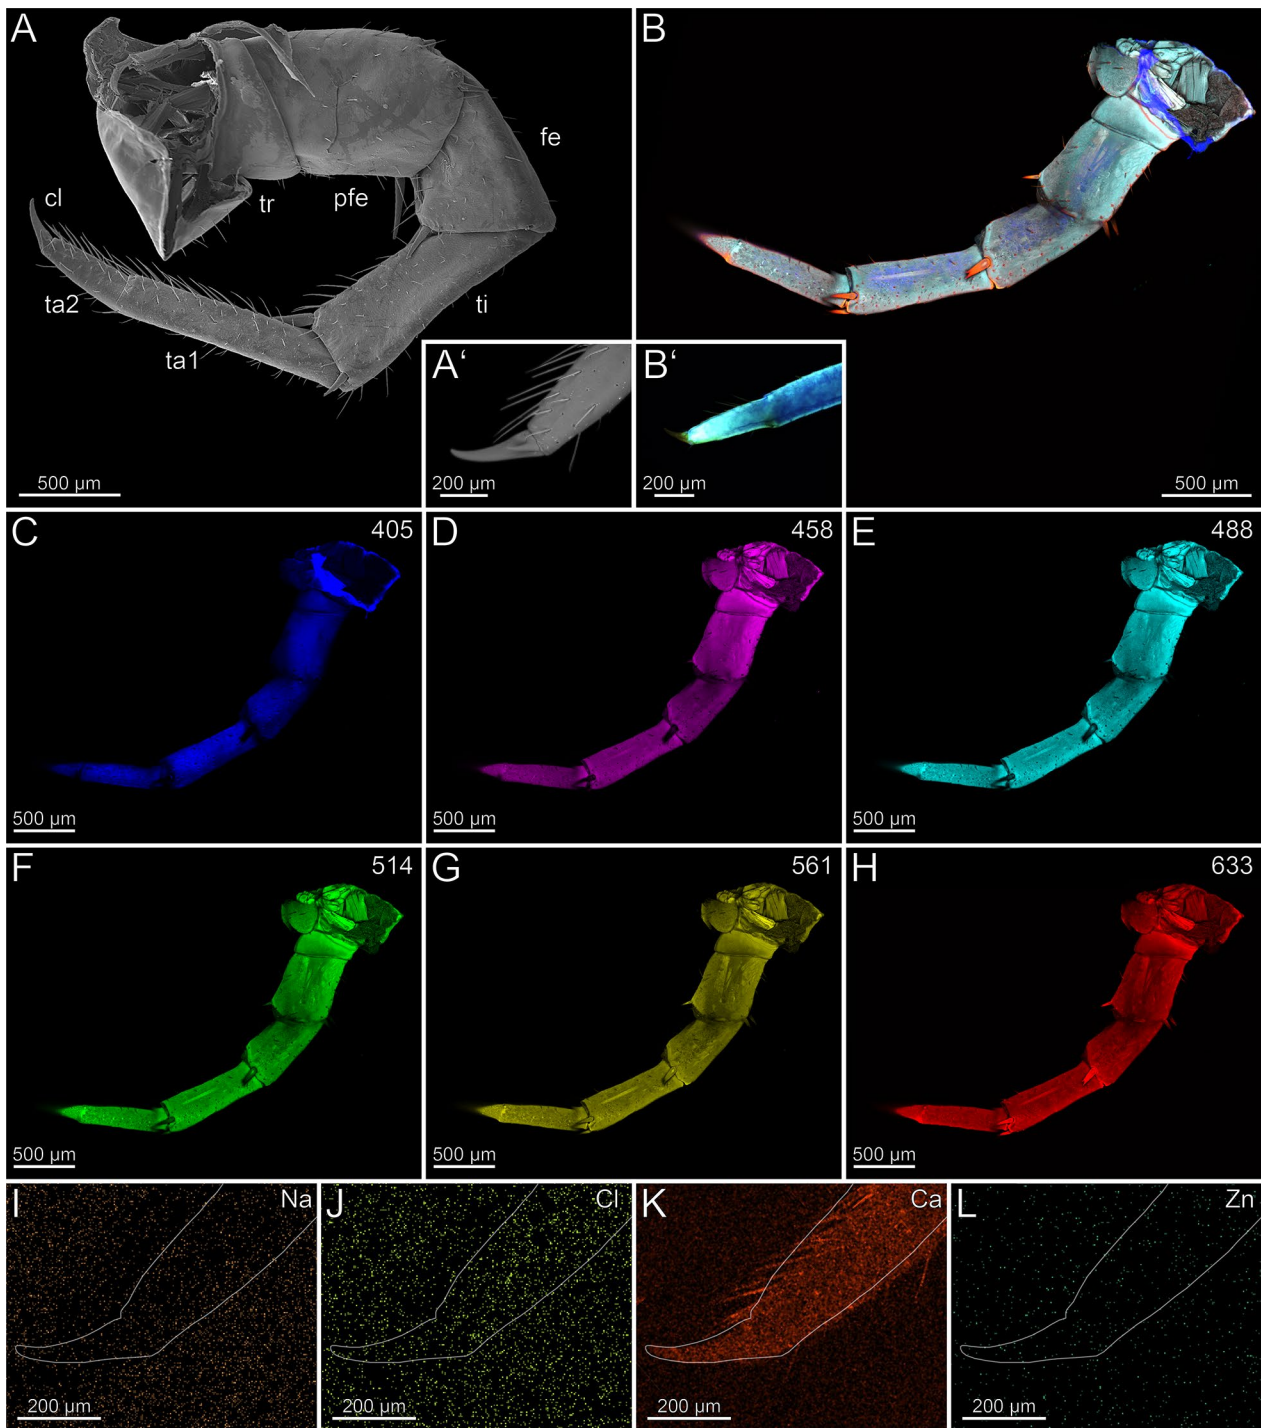 A
fe
cl
tr
pfe
ta2
ti
ta1
500 µm
B
500 µm
A‘
200 µm
B‘
200 µm
C
405
500 µm
D
458
500 µm
E
488
500 µm
F
514
500 µm
G
561
500 µm
H
633
500 µm
I
Na
200 µm
J
Cl
200 µm
K
Ca
200 µm
L
Zn
200 µm